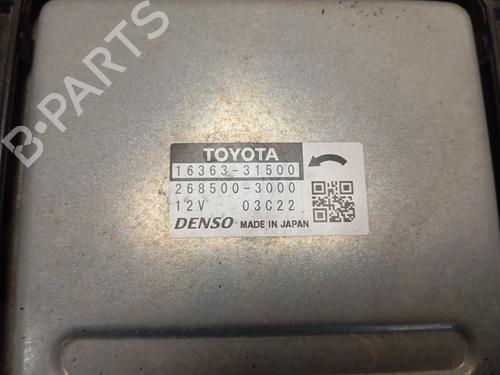 B-PARTS
TOYOTA
16363-31500
268500-3000
12V 03C22
DENSO MADE IN JAPAN